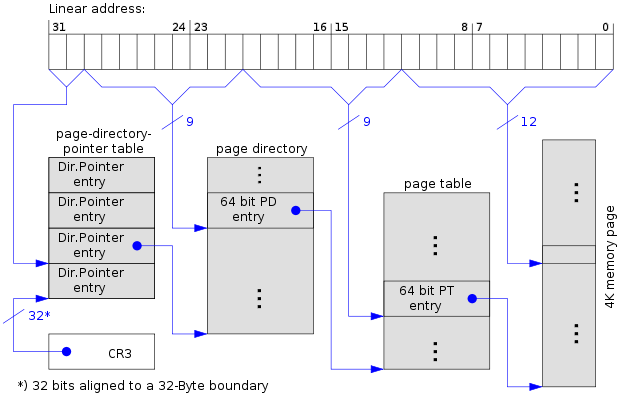 Linear address:
31 24 23 16 15 8 7 0
9 9 12
page-directory-
pointer table
page directory
page table
Dir.Pointer
entry
Dir.Pointer
entry
Dir.Pointer
entry
Dir.Pointer
entry
64 bit PD
entry
64 bit PT
entry
4K memory page
32*
CR3
*) 32 bits aligned to a 32-Byte boundary